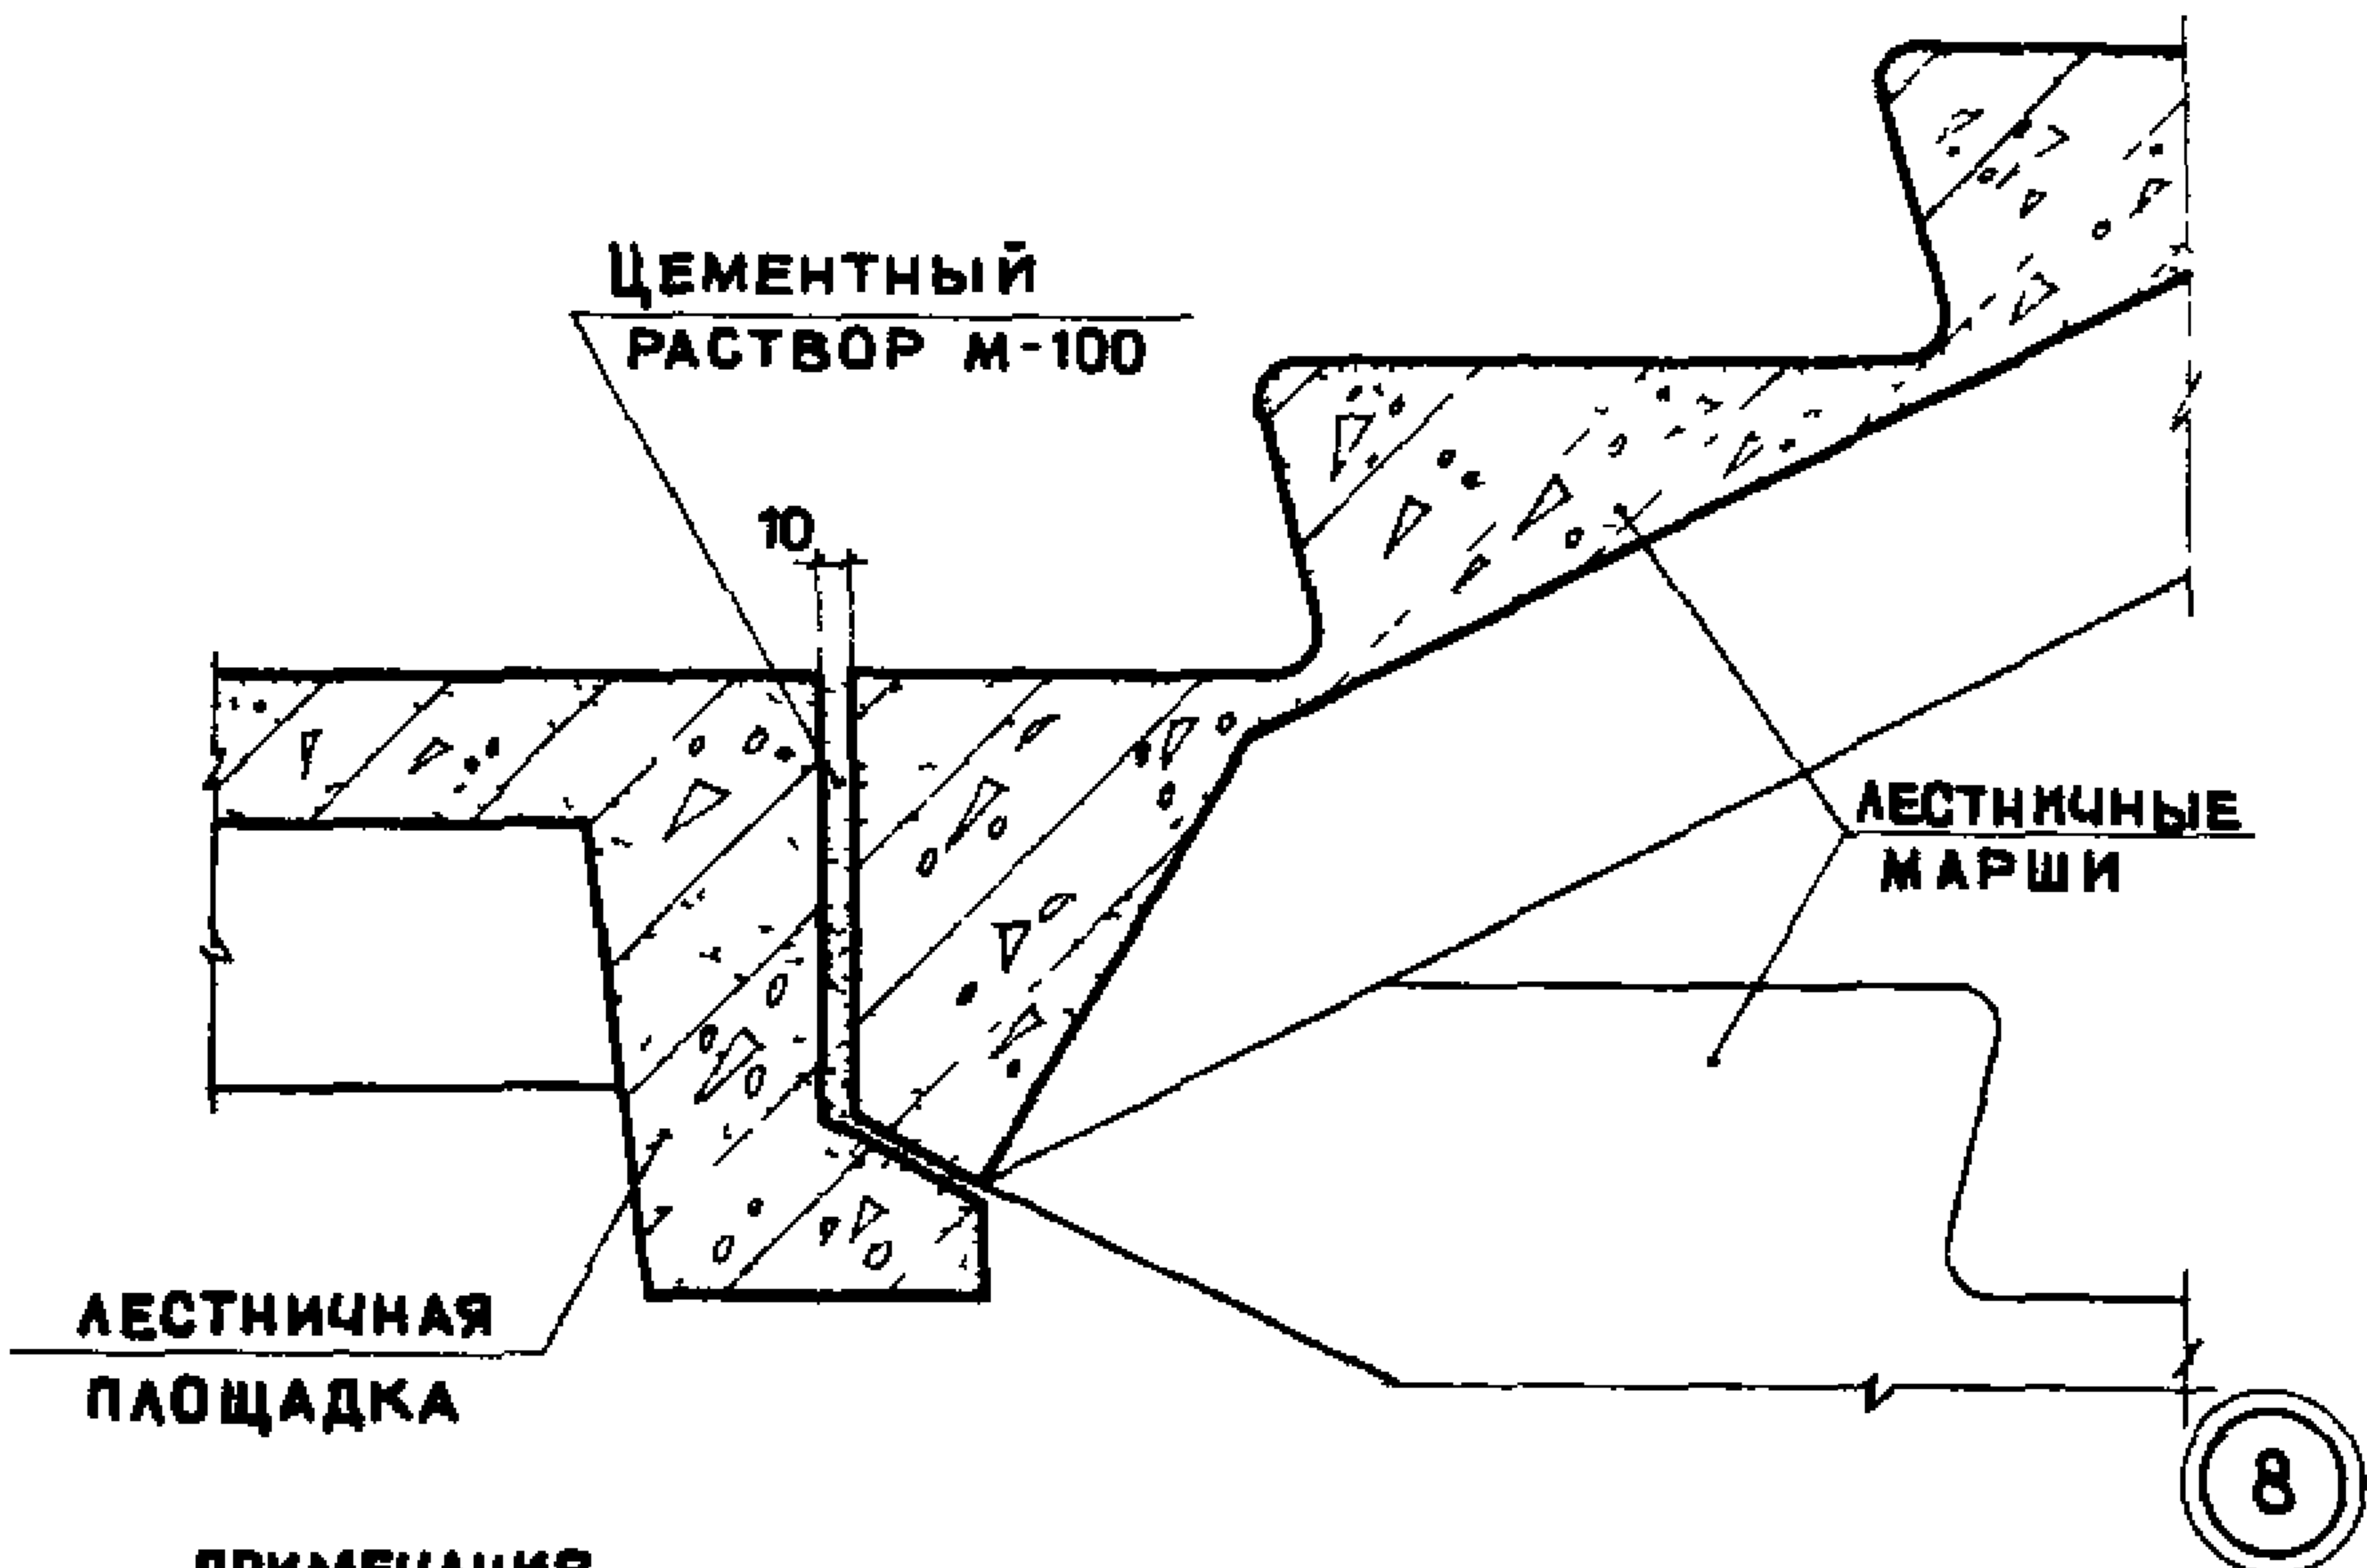 ЦЕМЕНТНЫЙ
РАСТВОР М-100
10
ЛЕСТНИЧНЫЕ
МАРШИ
ЛЕСТНИЧНАЯ
ПЛОЩАДКА
8